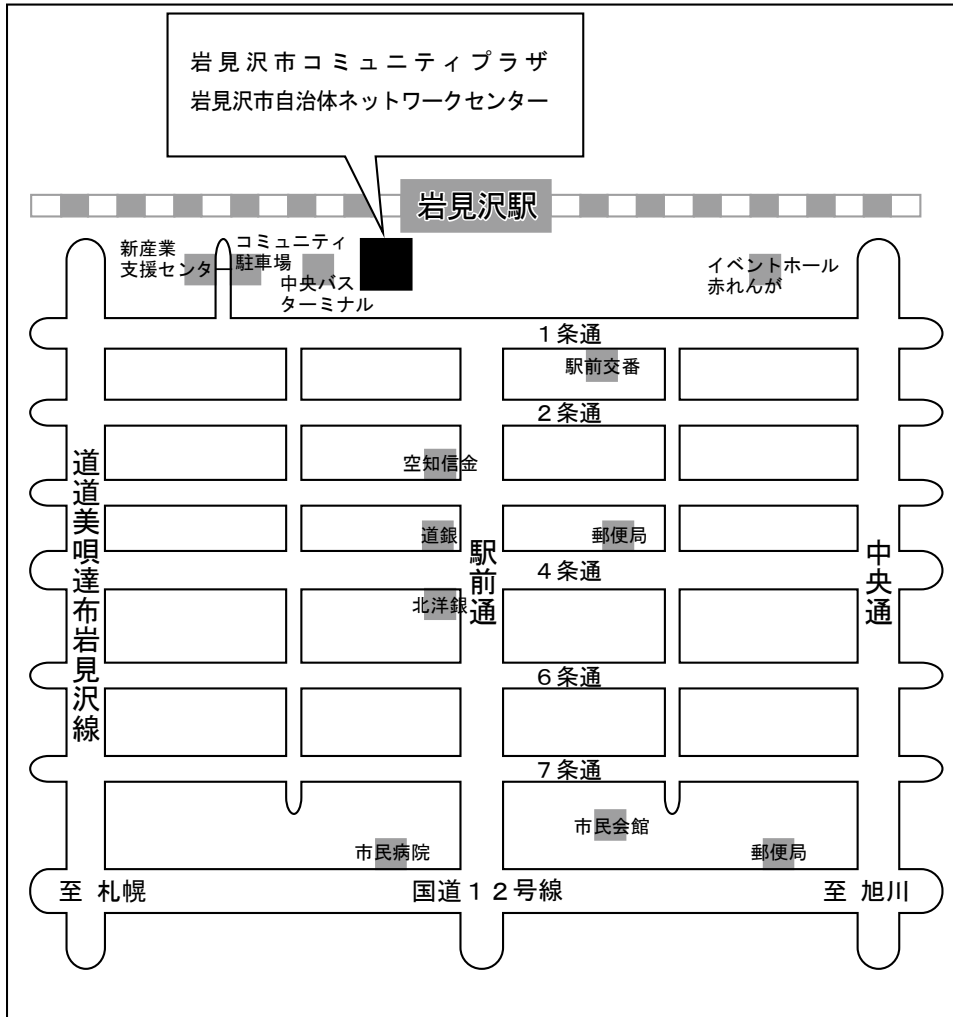 岩見沢市コミュニティプラザ
岩見沢市自治体ネットワークセンター
岩見沢駅
新産業
支援センター
コミュニティ
駐車場
中央バス
ターミナル
イベントホール
赤れんが
1条通
駅前交番
2条通
空知信金
道銀
郵便局
4条通
北洋銀
6条通
7条通
道道美唄達布岩見沢線
駅前通
中央通
市民会館
市民病院
郵便局
至 札幌
国道12号線
至 旭川